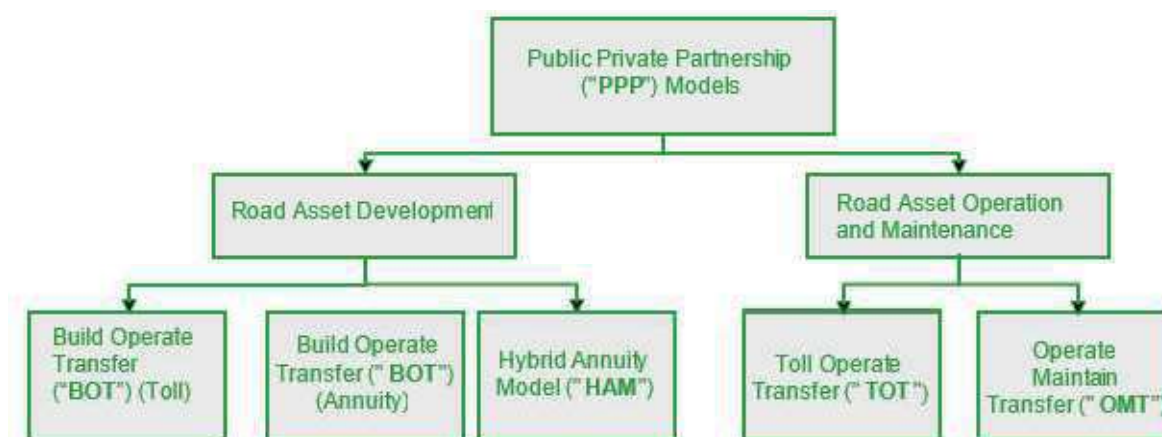 Public Private Partnership
("PPP") Models
Road Asset Development
Road Asset Operation
and Maintenance
Build Operate
Transfer
("BOT") (Toll)
Build Operate
Transfer (" BOT")
(Annuity)
Hybrid Annuity
Model (" HAM")
Toll Operate
Transfer (" TOT")
Operate
Maintain
Transfer (" OMT")